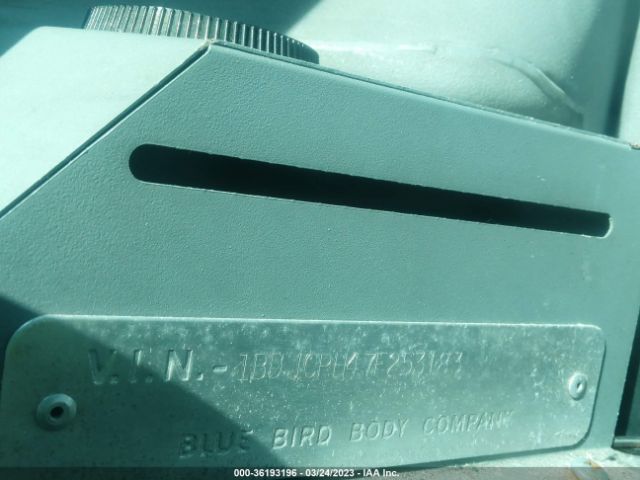 V.I.N.-
BLUE BIRD BODY COMPANY
000-36193196 - 03/24/2023 - IAA Inc.